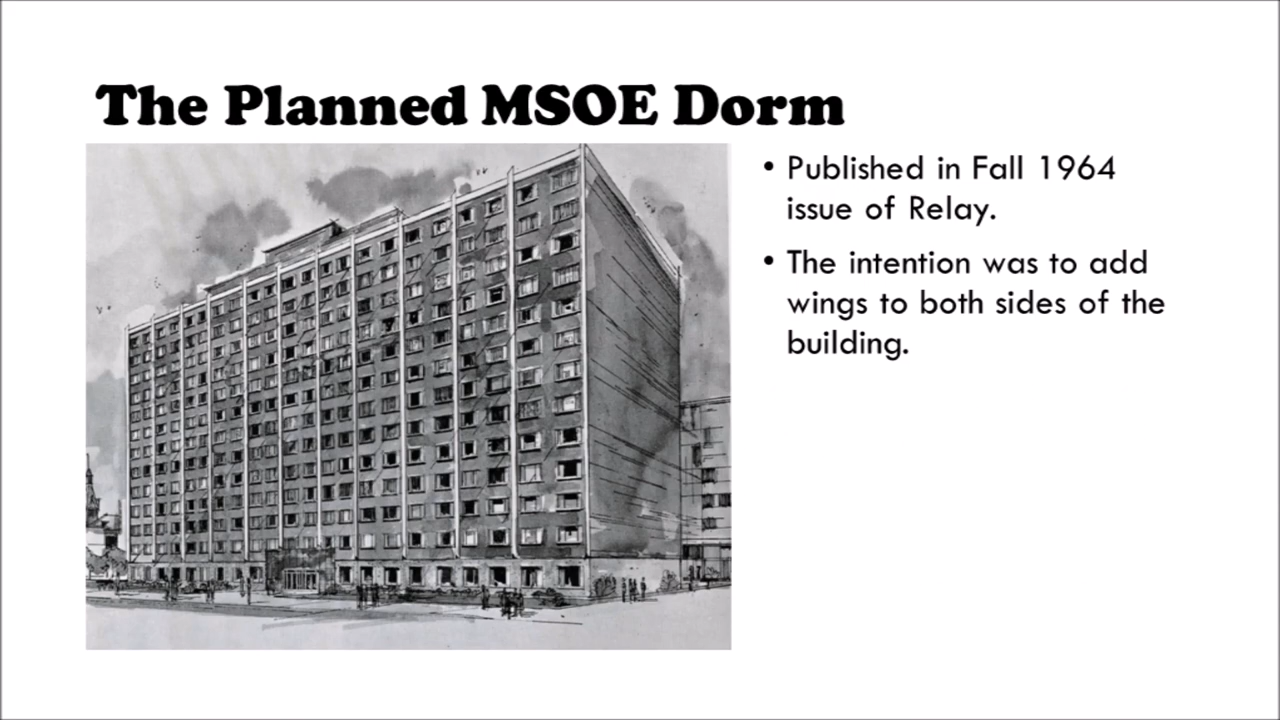 The Planned MSOE Dorm
• Published in Fall 1964
issue of Relay.
• The intention was to add
wings to both sides of the
building.